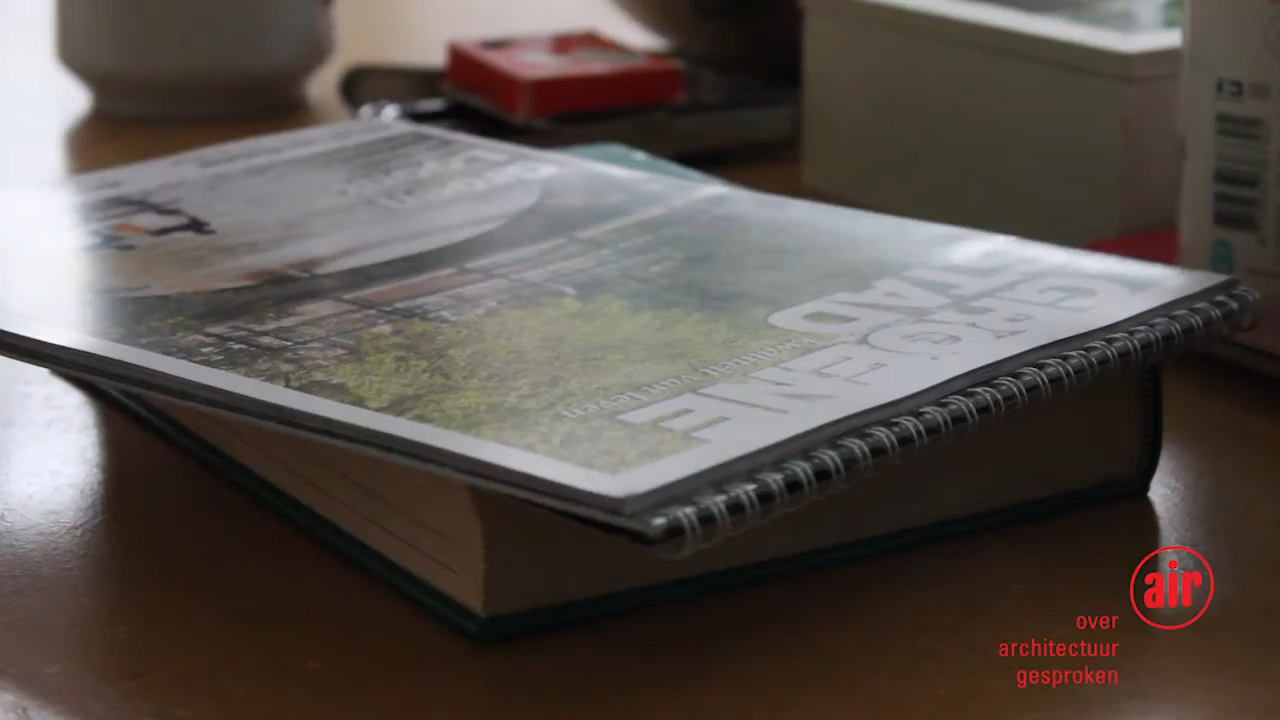 GROENE
STAD
kwaliteit van leven
air
over
architectuur
gesproken